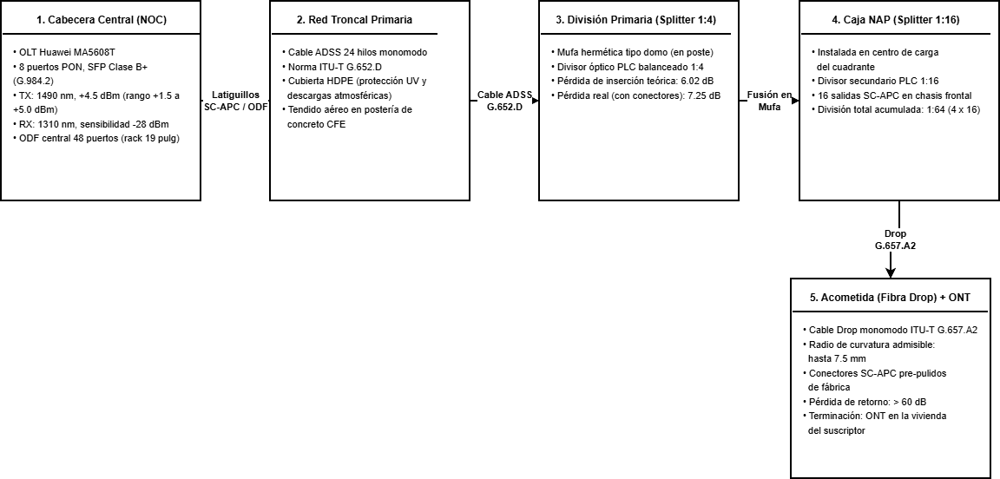 1. Cabecera Central (NOC)
• OLT Huawei MA5608T
• 8 puertos PON, SFP Clase B+
(G.984.2)
• TX: 1490 nm, +4.5 dBm (rango +1.5 a
+5.0 dBm)
• RX: 1310 nm, sensibilidad -28 dBm
• ODF central 48 puertos (rack 19 pulg)
Latiguillos
SC-APC / ODF
2. Red Troncal Primaria
• Cable ADSS 24 hilos monomodo
• Norma ITU-T G.652.D
• Cubierta HDPE (protección UV y
descargas atmosféricas)
• Tendido aéreo en postería de
concreto CFE
Cable ADSS
G.652.D
3. División Primaria (Splitter 1:4)
• Mufa hermética tipo domo (en poste)
• Divisor óptico PLC balanceado 1:4
• Pérdida de inserción teórica: 6.02 dB
• Pérdida real (con conectores): 7.25 dB
Fusión en
Mufa
4. Caja NAP (Splitter 1:16)
• Instalada en centro de carga
del cuadrante
• Divisor secundario PLC 1:16
• 16 salidas SC-APC en chasis frontal
• División total acumulada: 1:64 (4 x 16)
Drop
G.657.A2
5. Acometida (Fibra Drop) + ONT
• Cable Drop monomodo ITU-T G.657.A2
• Radio de curvatura admisible:
hasta 7.5 mm
• Conectores SC-APC pre-pulidos
de fábrica
• Pérdida de retorno: > 60 dB
• Terminación: ONT en la vivienda
del suscriptor